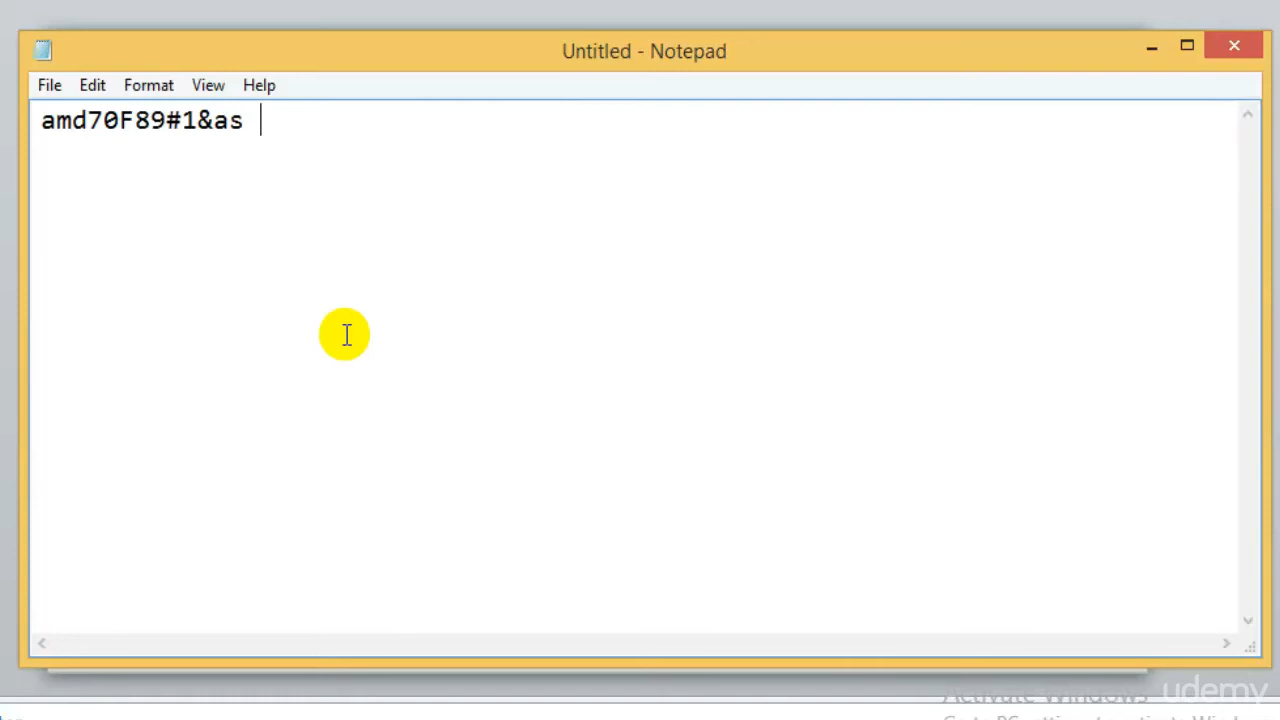 Untitled - Notepad
File Edit Format View Help
amd70F89#1&as
Activate Windows
udemy